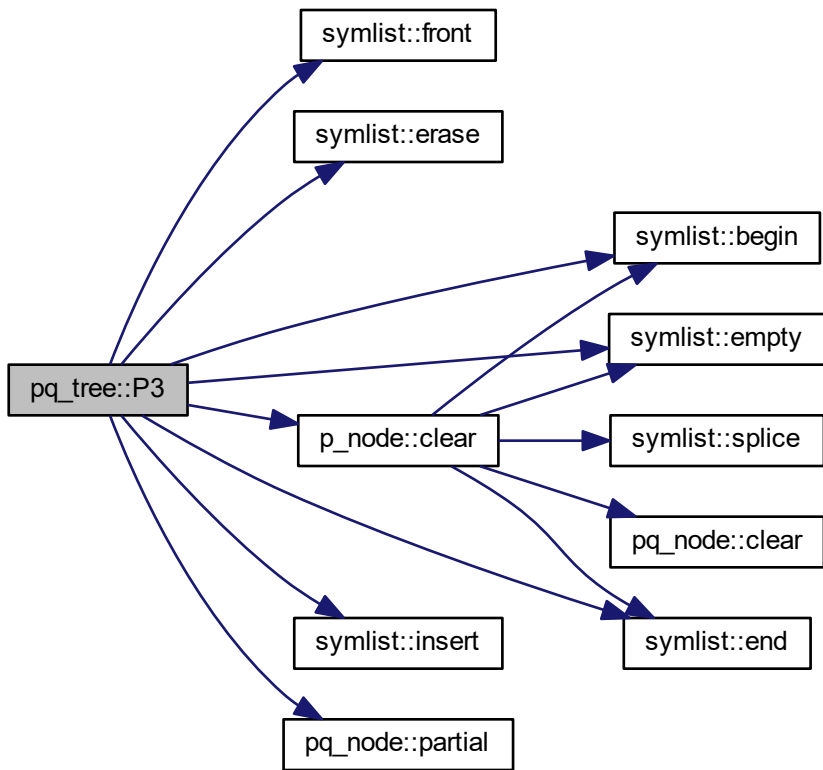 symlist::front
symlist::erase
symlist::begin
symlist::empty
pq_tree::P3
p_node::clear
symlist::splice
pq_node::clear
symlist::insert
symlist::end
pq_node::partial